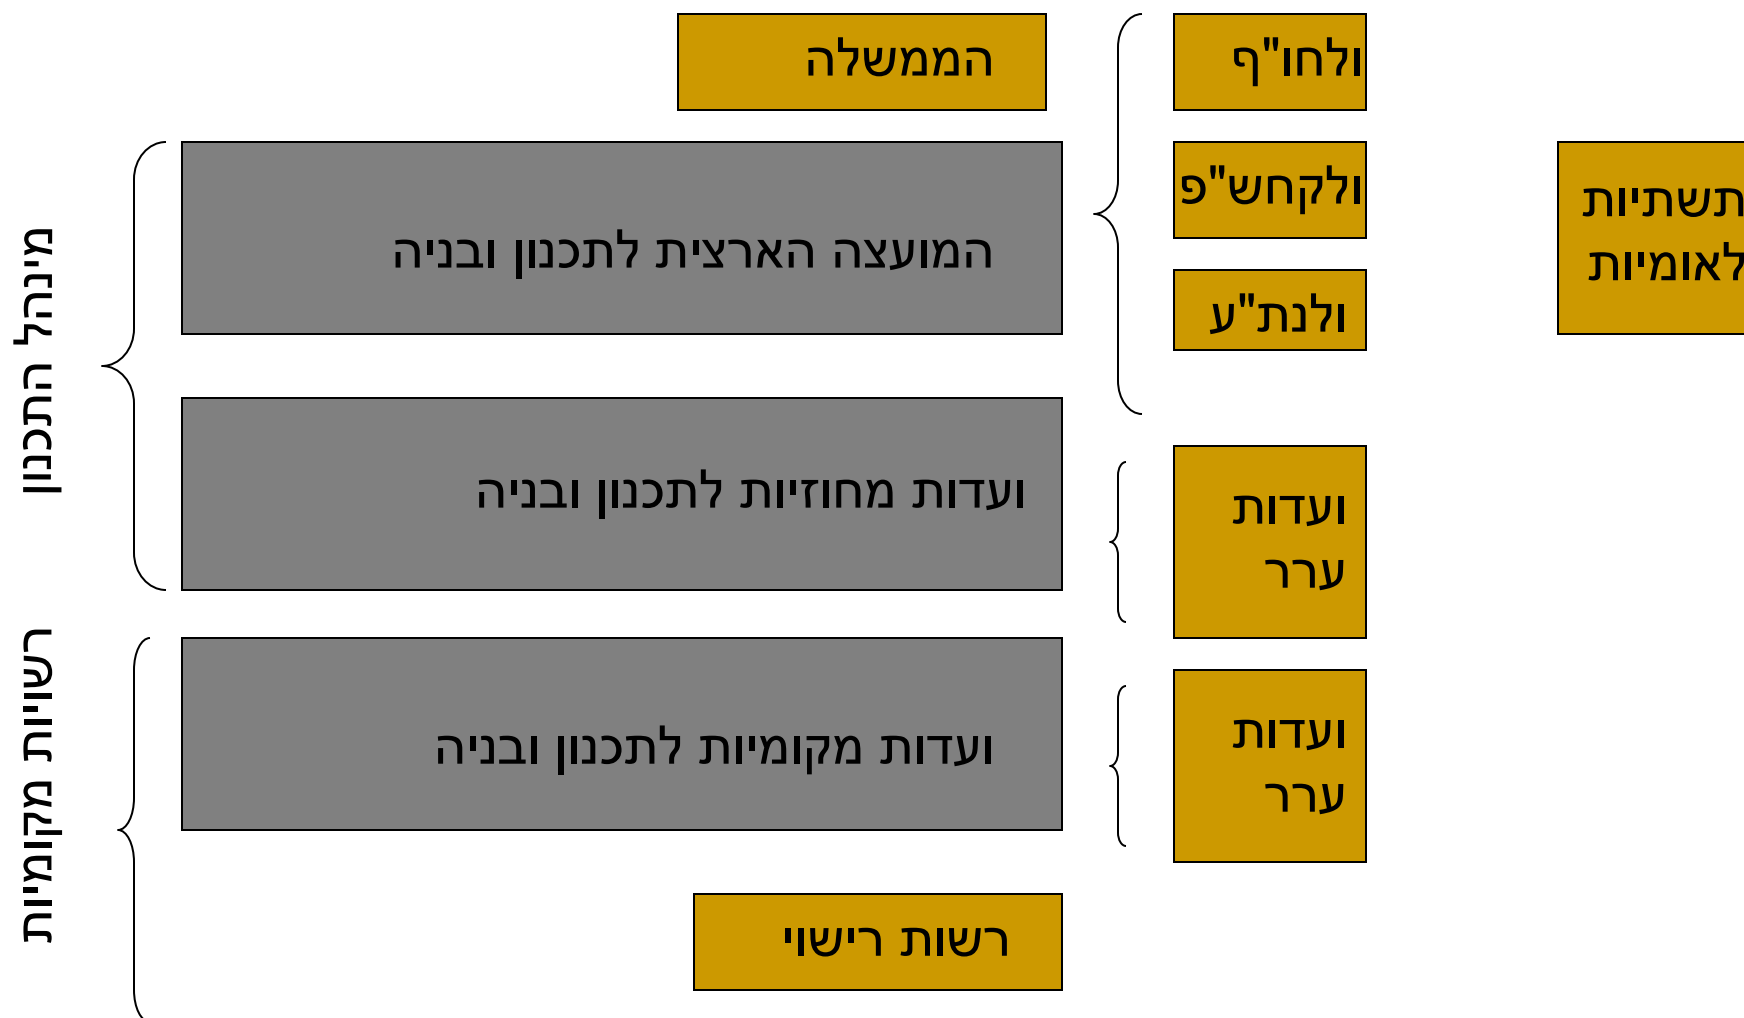 הממשלה
ולחו"ף
ולקחש"פ
ולנת"ע
תשתיות
לאומיות
המועצה הארצית לתכנון ובניה
מינהל התכנון
ועדות מחוזיות לתכנון ובניה
ועדות
ערר
ועדות מקומיות לתכנון ובניה
ועדות
ערר
רשויות מקומיות
רשות רישוי